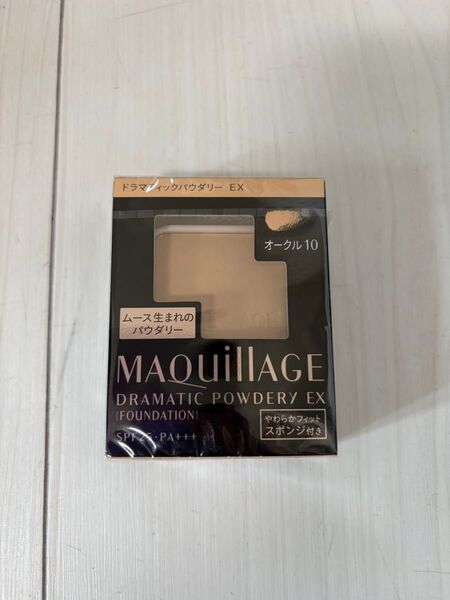 ドラマティックパウダリー EX
オークル10
ムース生まれの
パウダリー
MAQuillAGE
DRAMATIC POWDERY EX
(FOUNDATION)
やわらかフィット
スポンジ付き
SPF25・PA+++